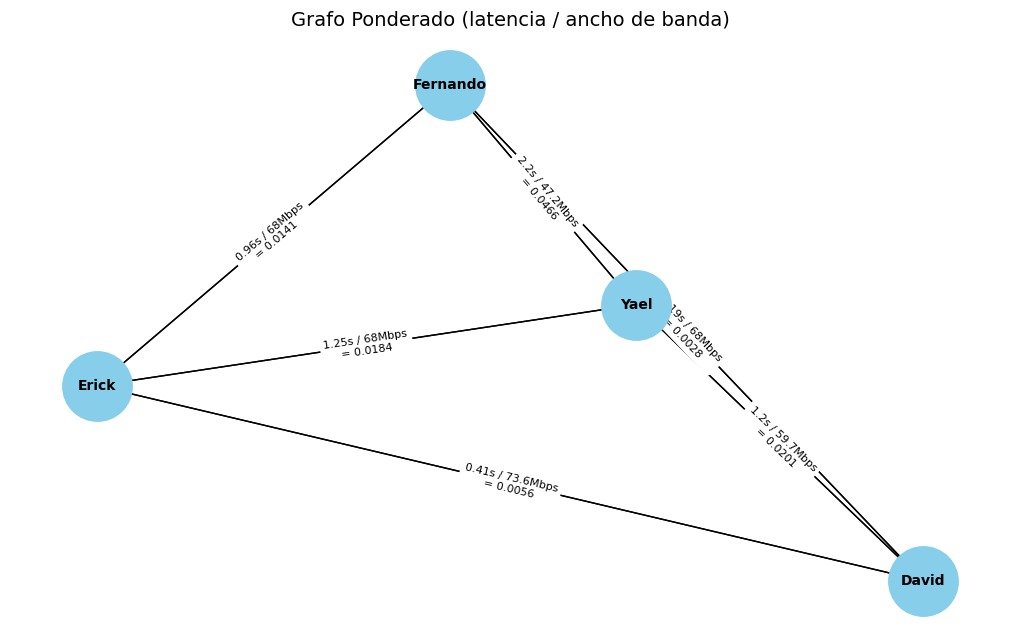 Grafo Ponderado (latencia / ancho de banda)
Fernando
2.2s / 47.2Mbps
= 0.0466
0.96s / 68Mbps
= 0.0141
Yael
19s / 68Mbps
= 0.0028
1.25s / 68Mbps
= 0.0184
Erick
1.2s / 59.7Mbps
= 0.0201
0.41s / 73.6Mbps
= 0.0056
David